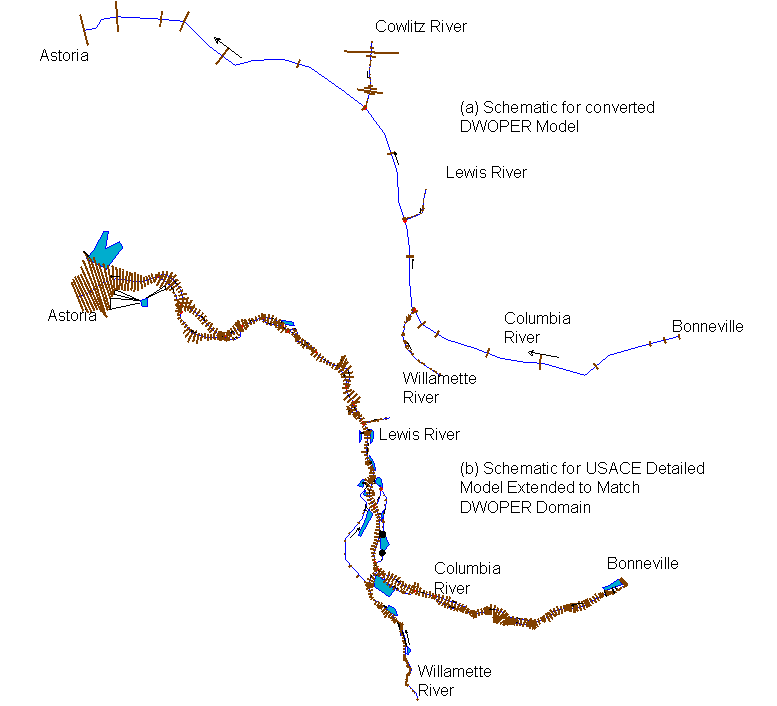 Cowlitz River
Astoria
(a) Schematic for converted
DWOPER Model
Lewis River
Columbia
River
Bonneville
Willamette
River
Astoria
Lewis River
(b) Schematic for USACE Detailed
Model Extended to Match
DWOPER Domain
Columbia
River
Bonneville
Willamette
River